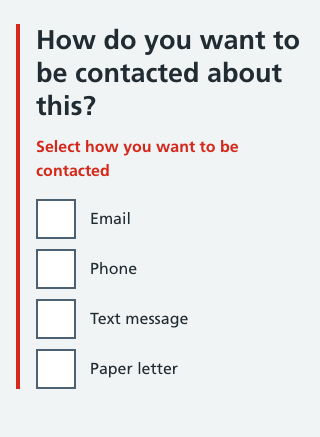 How do you want to
be contacted about
this?
Select how you want to be
contacted
Email
Phone
Text message
Paper letter